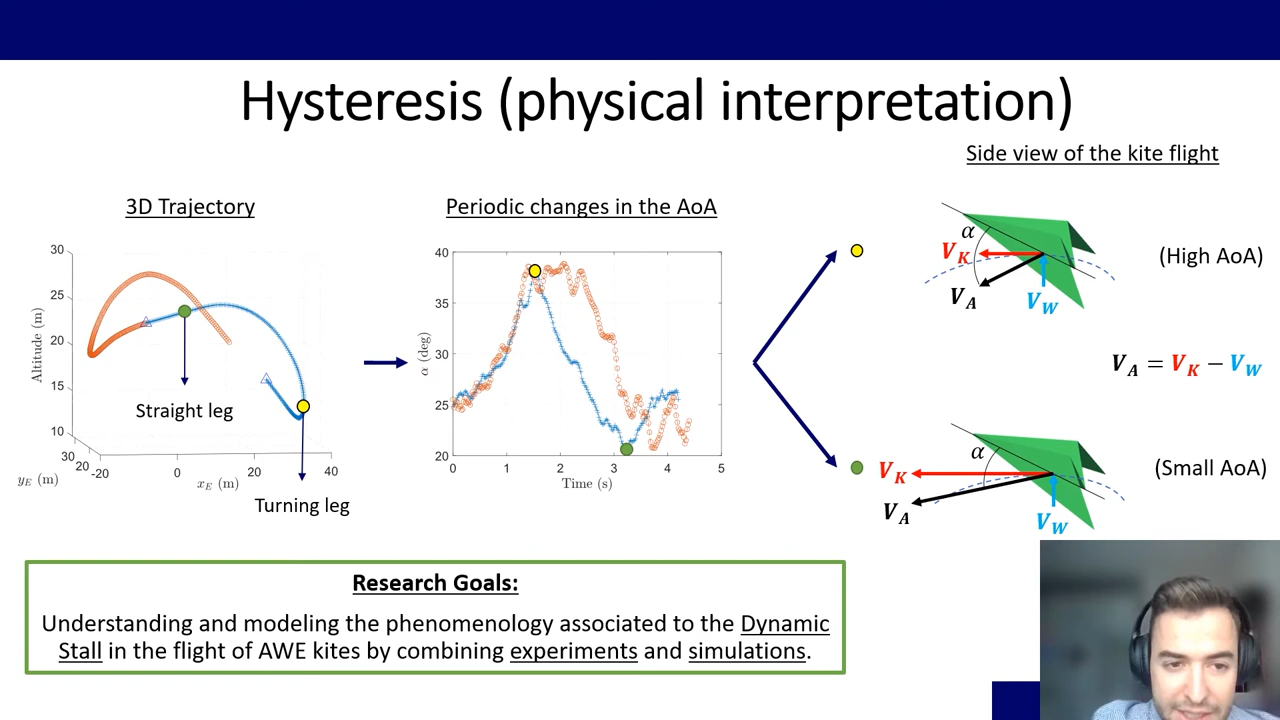 Hysteresis (physical interpretation)
Side view of the kite flight
3D Trajectory
Periodic changes in the AoA
30
25
20
15
10
Altitude (m)
30
20
-20
0
20
40
y_E (m)
x_E (m)
Straight leg
Turning leg
40
35
30
25
20
α (deg)
0
1
2
3
4
5
Time (s)
α
V_K
V_A
V_W
(High AoA)
V_A = V_K − V_W
α
V_K
V_A
V_W
(Small AoA)
Research Goals:
Understanding and modeling the phenomenology associated to the Dynamic
Stall in the flight of AWE kites by combining experiments and simulations.